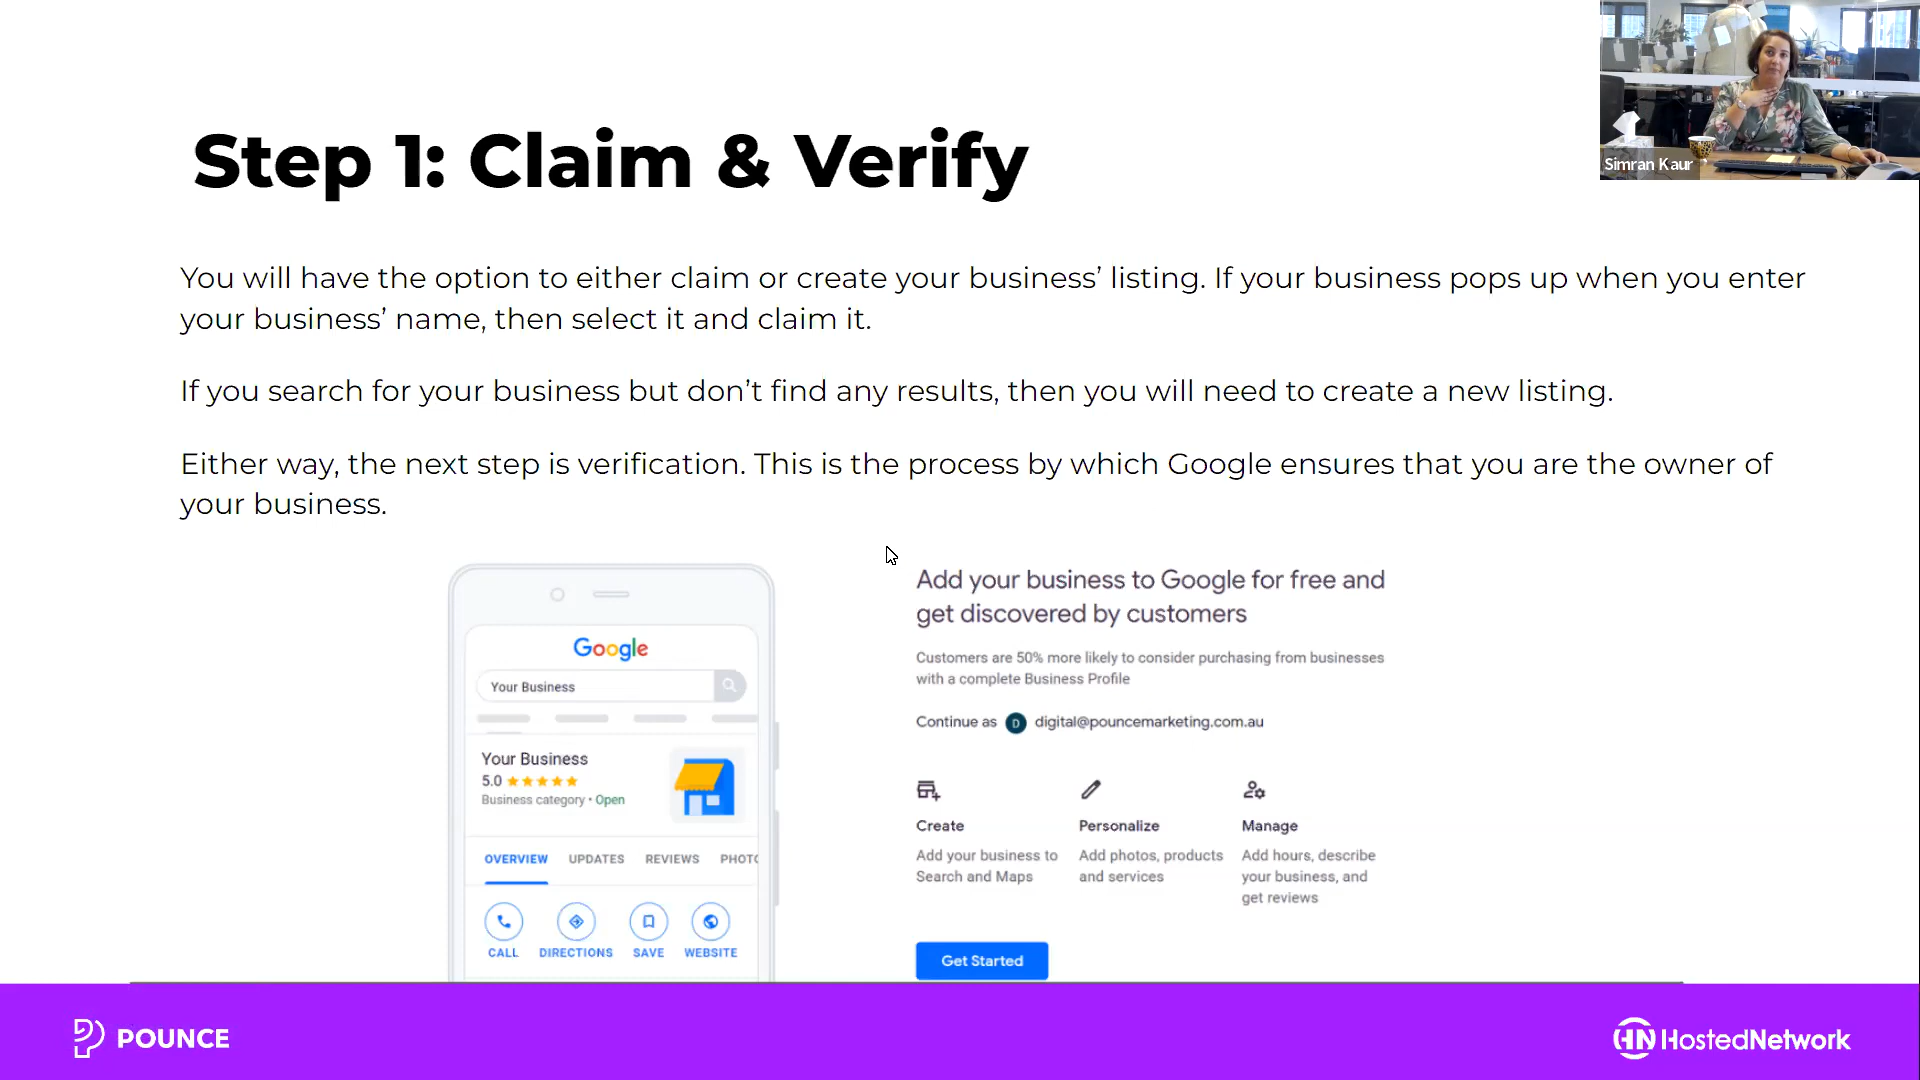 Step 1: Claim & Verify
Simran Kaur
You will have the option to either claim or create your business’ listing. If your business pops up when you enter
your business’ name, then select it and claim it.
If you search for your business but don’t find any results, then you will need to create a new listing.
Either way, the next step is verification. This is the process by which Google ensures that you are the owner of
your business.
Google
Your Business
Your Business
5.0
Business category • Open
OVERVIEW UPDATES REVIEWS PHOTO
CALL DIRECTIONS SAVE WEBSITE
Add your business to Google for free and
get discovered by customers
Customers are 50% more likely to consider purchasing from businesses
with a complete Business Profile
Continue as D digital@pouncemarketing.com.au
Create
Add your business to
Search and Maps
Personalize
Add photos, products
and services
Manage
Add hours, describe
your business, and
get reviews
Get Started
POUNCE
HN HostedNetwork